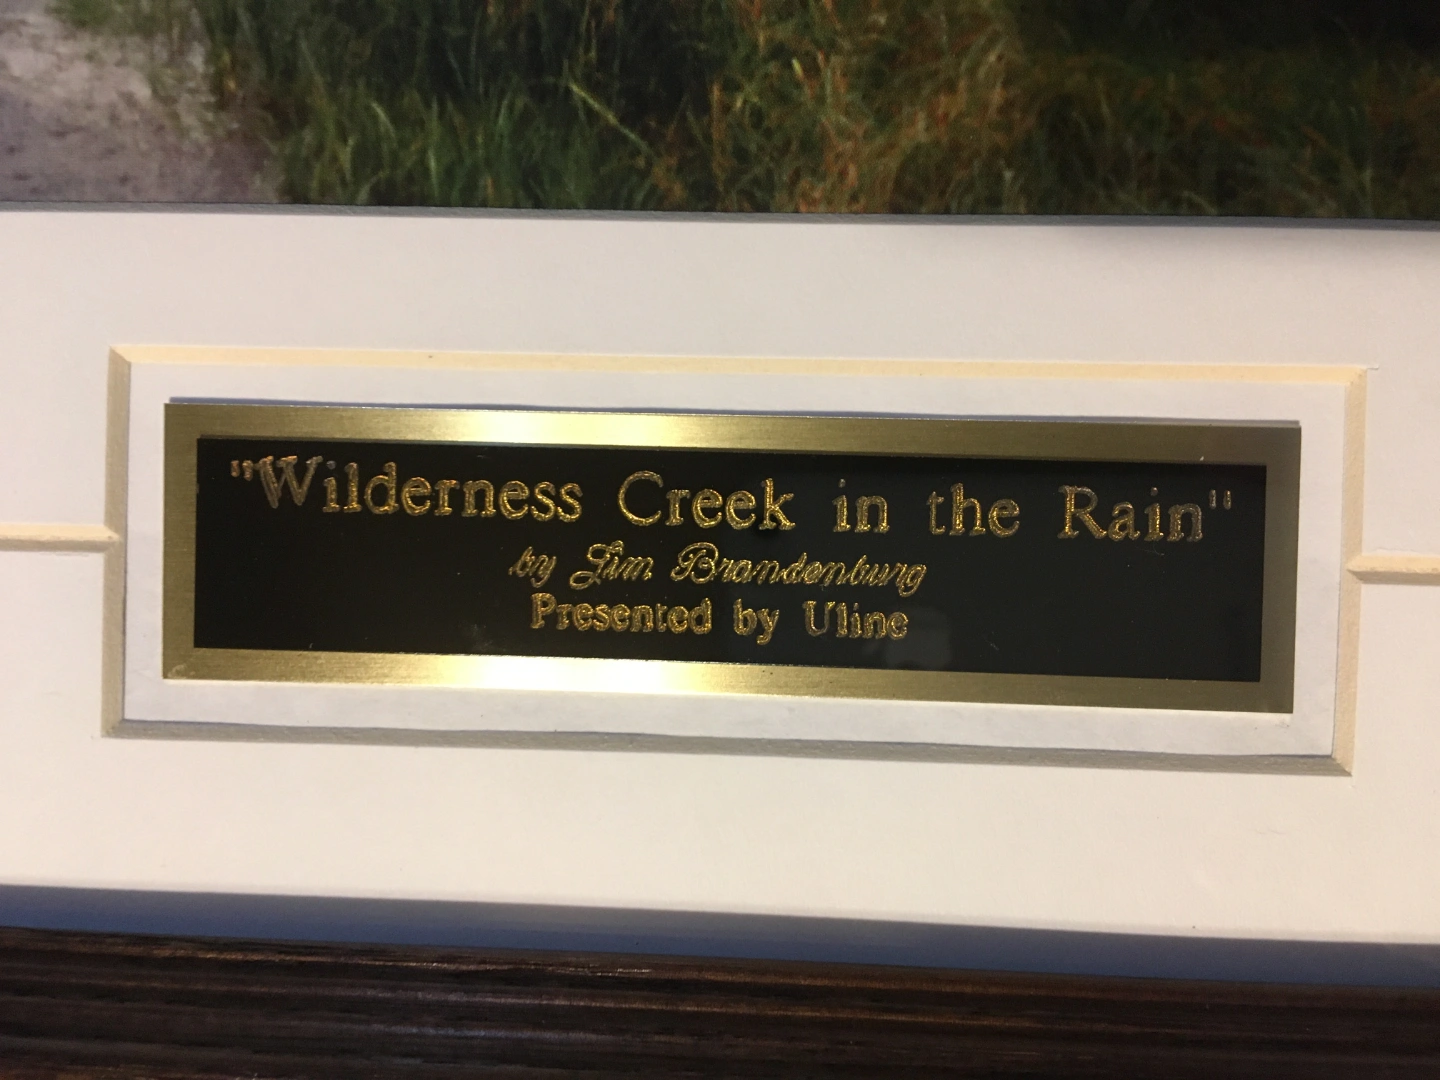 "Wilderness Creek in the Rain"
by Jim Brandenburg
Presented by Uline